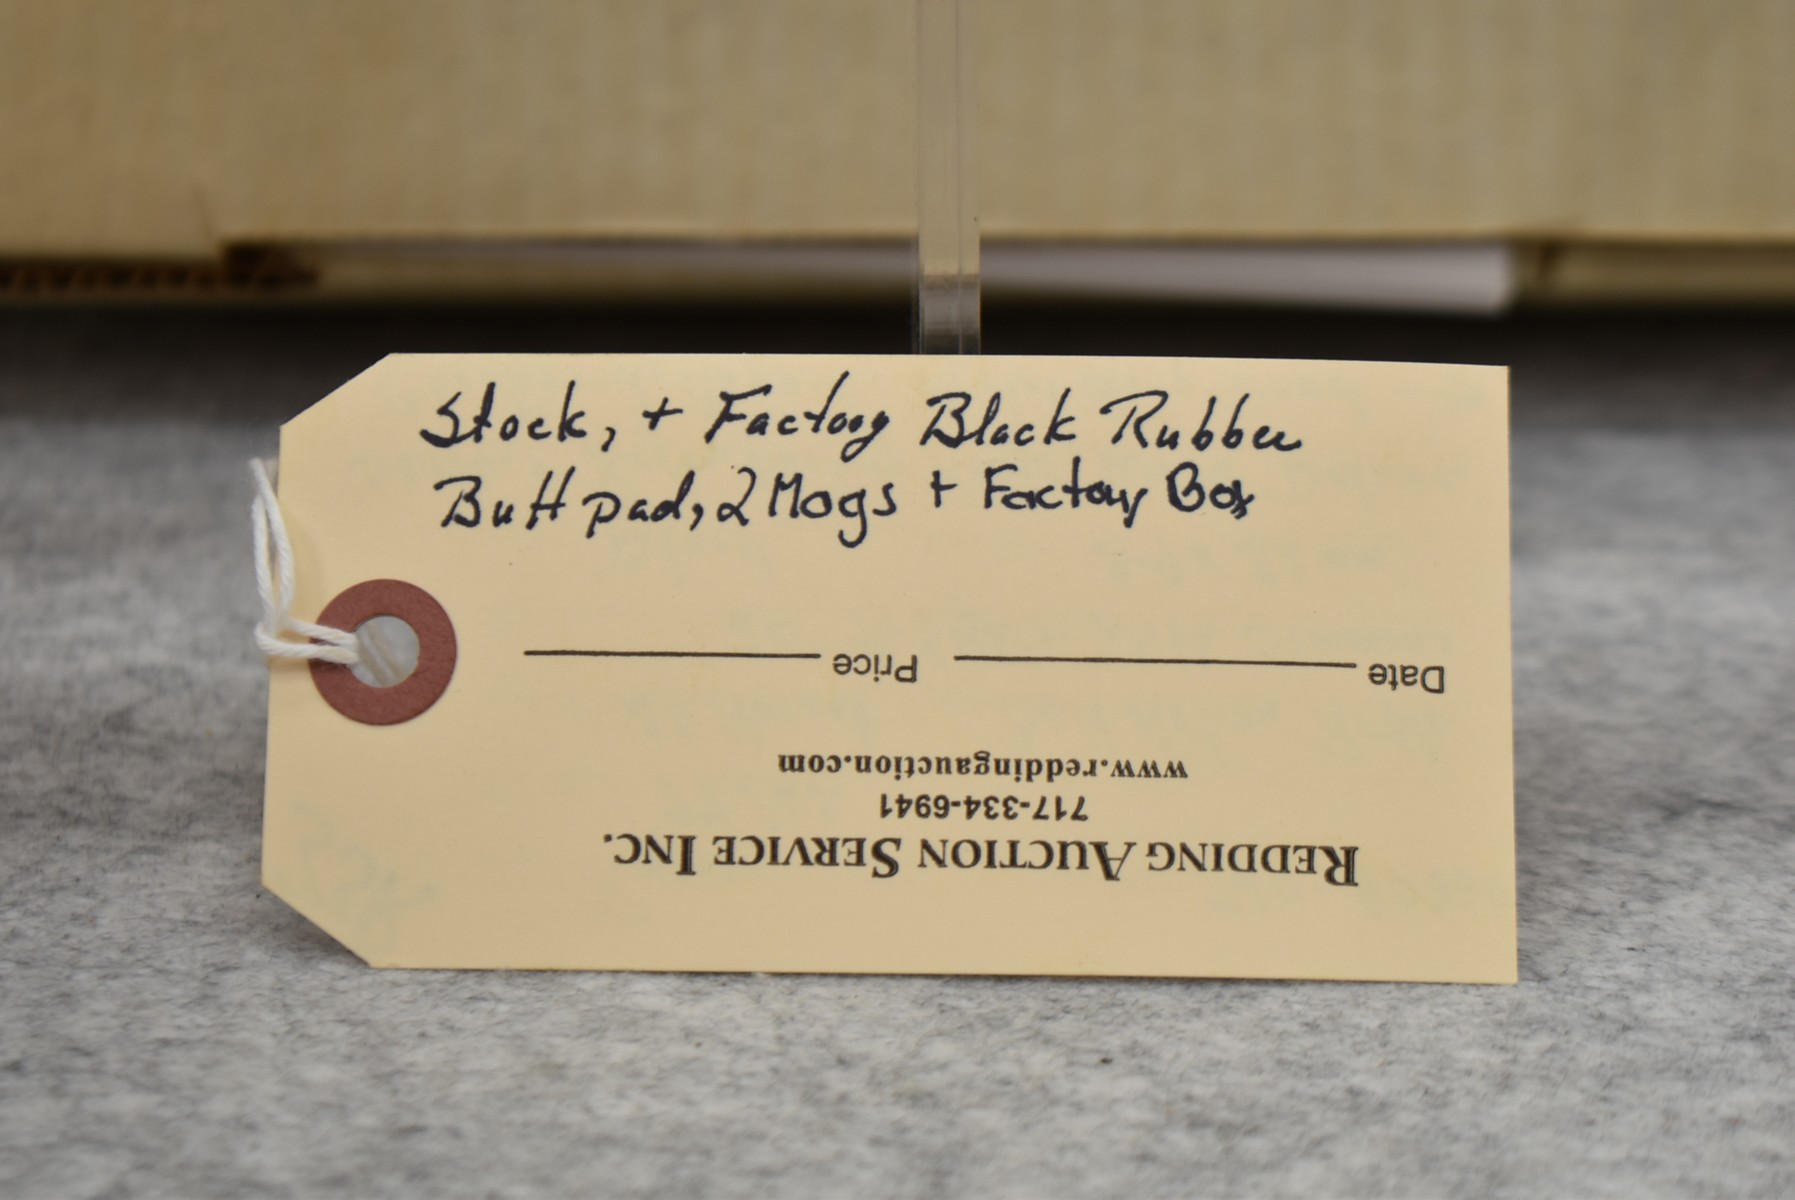 Stock, + Factory Black Rubber
Butt pad, 2 Mags + Factory Box
Date Price
www.reddingauction.com
717-334-6941
REDDING AUCTION SERVICE INC.